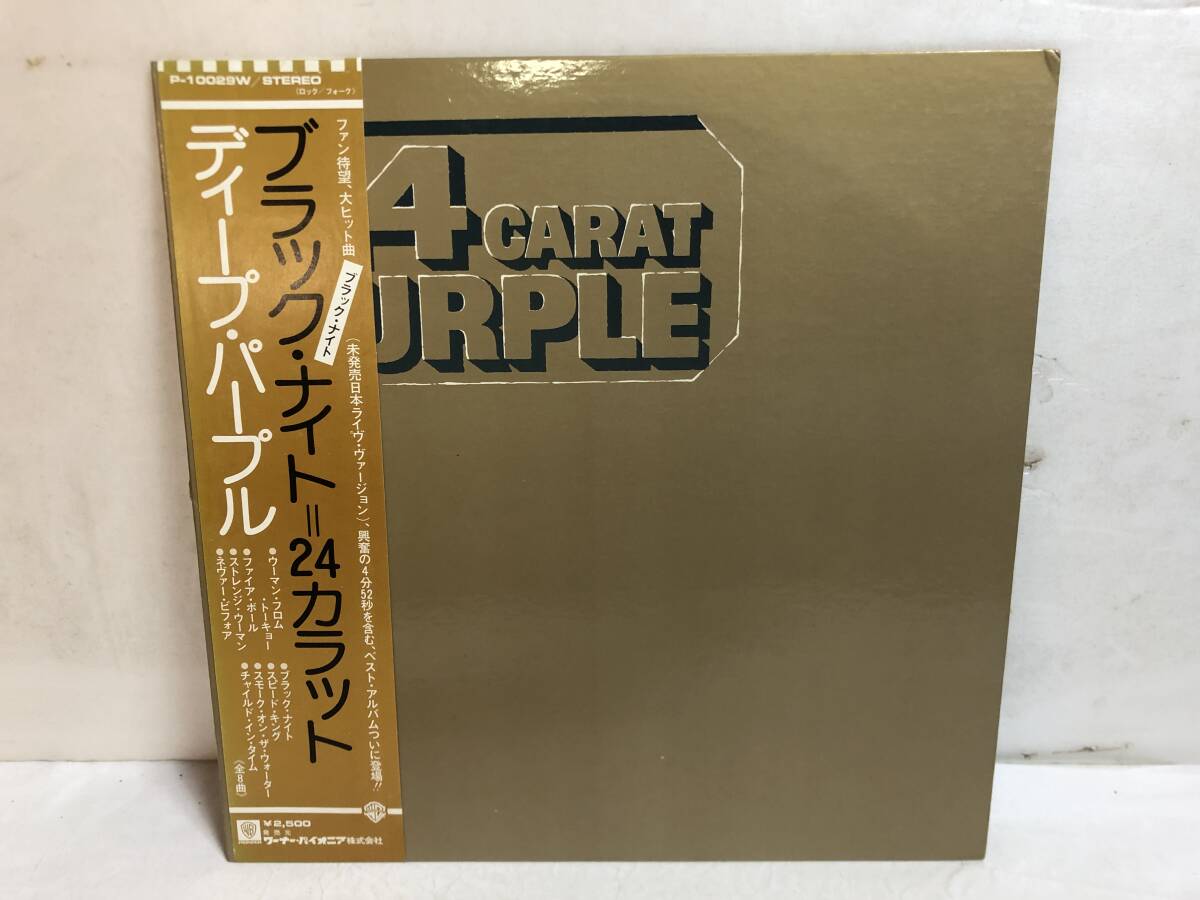 P-10029W/STEREO
(ロック/フォーク)
ファン待望、大ヒット曲ブラック・ナイト(未発売日本ライヴ・ヴァージョン)、興奮の4分52秒を含む、ベスト・アルバムついに登場!!
ブラック・ナイト=24カラット
ディープ・パープル
●ブラック・ナイト
●スピード・キング
●スモーク・オン・ザ・ウォーター
●チャイルド・イン・タイム
(全8曲)
●ウーマン・フロム
・トーキョー
●ファイア・ボール
●ストレンジ・ウーマン
●ネヴァー・ビフォア
¥2,500
発売元
ワーナー・パイオニア株式会社
4 CARAT
URPLE